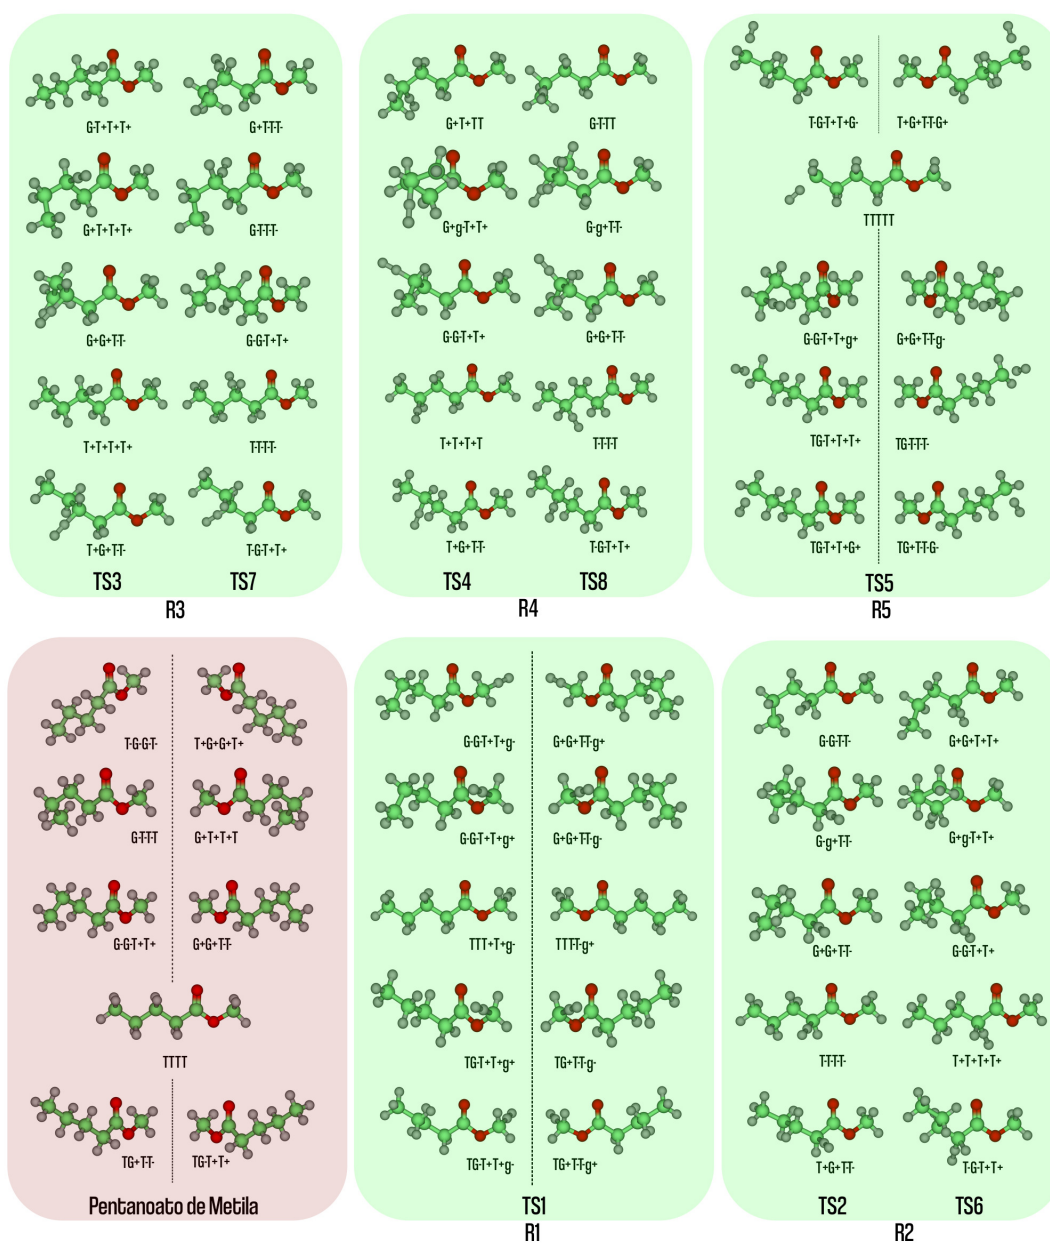 G-T+T+T+ G+T-T-T-
G+T+T+T+ G-T-T-T-
G+G+T-T- G-G-T+T+
T+T+T+T+ T-T-T-T-
T+G+T-T- T-G-T+T+
TS3 TS7
R3
G+T+TT G-T-TT
G+g-T+T+ G-g+T-T-
G-G-T+T+ G+G+T-T-
T+T+T+T T-T-T-T
T+G+T-T- T-G-T+T+
TS4 TS8
R4
T-G-T+T+G- T+G+T-T-G+
TTTTT
G-G-T+T+g+ G+G+T-T-g-
TG-T+T+T+ TG-T-T-T-
TG-T+T+G+ TG+T-T-G-
TS5
R5
T-G-G-T- T+G+G+T+
G-T-T-T G+T+T+T
G-G-T+T+ G+G+T-T-
TTTT
TG+T-T- TG-T+T+
Pentanoato de Metila
G-G-T+T+g- G+G+T-T-g+
G-G-T+T+g+ G+G+T-T-g-
TTT+T+g- TTT-T-g+
TG-T+T+g+ TG+T-T-g-
TG-T+T+g- TG+T-T-g+
TS1
R1
G-G-T-T- G+G+T+T+
G-g+T-T- G+g-T+T+
G+G+T-T- G-G-T+T+
T-T-T-T- T+T+T+T+
T+G+T-T- T-G-T+T+
TS2 TS6
R2